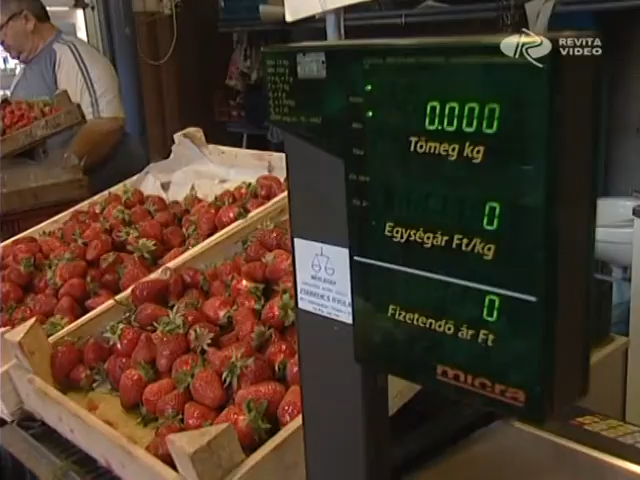 REVITA
VIDEO
0.000
Tömeg kg
0
Egységár Ft/kg
0
Fizetendő ár Ft
micra